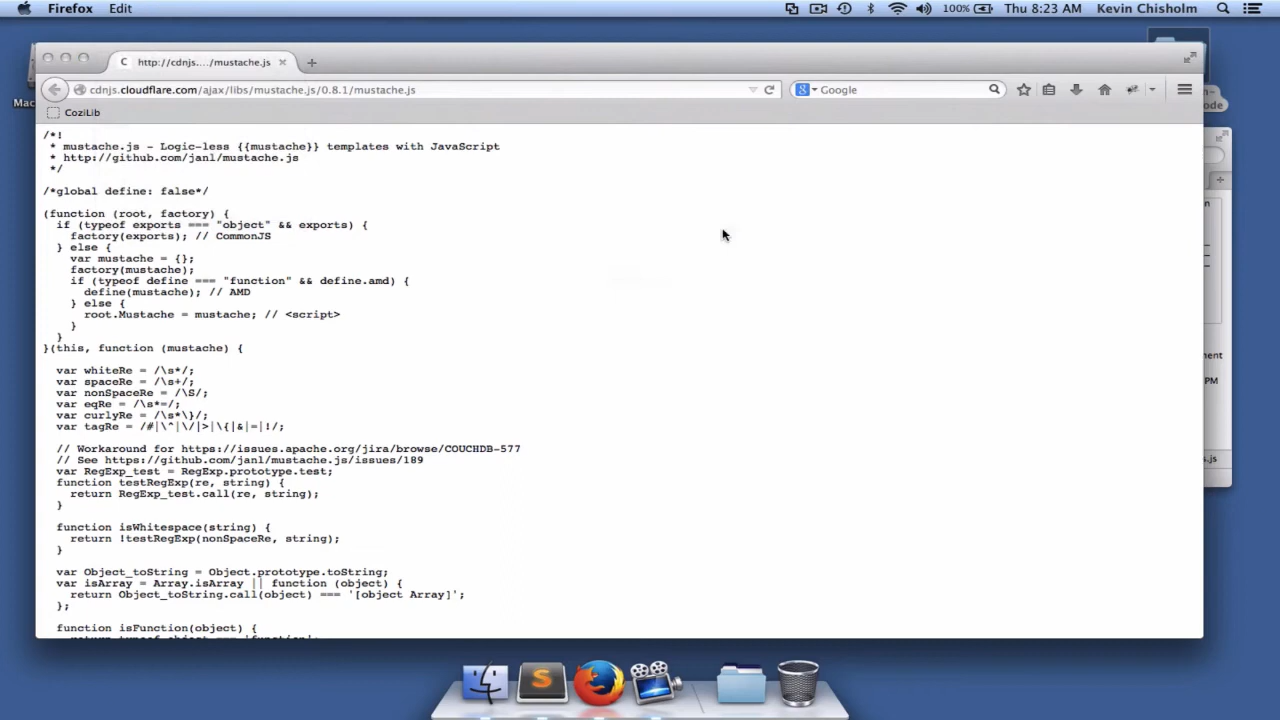 Firefox Edit 100% Thu 8:23 AM Kevin Chisholm
http://cdnjs..../mustache.js
cdnjs.cloudflare.com/ajax/libs/mustache.js/0.8.1/mustache.js Google
CoziLib
/*!
 * mustache.js - Logic-less {{mustache}} templates with JavaScript
 * http://github.com/janl/mustache.js
 */
/*global define: false*/
(function (root, factory) {
  if (typeof exports === "object" && exports) {
    factory(exports); // CommonJS
  } else {
    var mustache = {};
    factory(mustache);
    if (typeof define === "function" && define.amd) {
      define(mustache); // AMD
    } else {
      root.Mustache = mustache; // <script>
    }
  }
}(this, function (mustache) {
  var whiteRe = /\s*/;
  var spaceRe = /\s+/;
  var nonSpaceRe = /\S/;
  var eqRe = /\s*=/;
  var curlyRe = /\s*\}/;
  var tagRe = /#|\^|\/|>|\{|&|=|!/;
  // Workaround for https://issues.apache.org/jira/browse/COUCHDB-577
  // See https://github.com/janl/mustache.js/issues/189
  var RegExp_test = RegExp.prototype.test;
  function testRegExp(re, string) {
    return RegExp_test.call(re, string);
  }
  function isWhitespace(string) {
    return !testRegExp(nonSpaceRe, string);
  }
  var Object_toString = Object.prototype.toString;
  var isArray = Array.isArray || function (object) {
    return Object_toString.call(object) === '[object Array]';
  };
  function isFunction(object) {